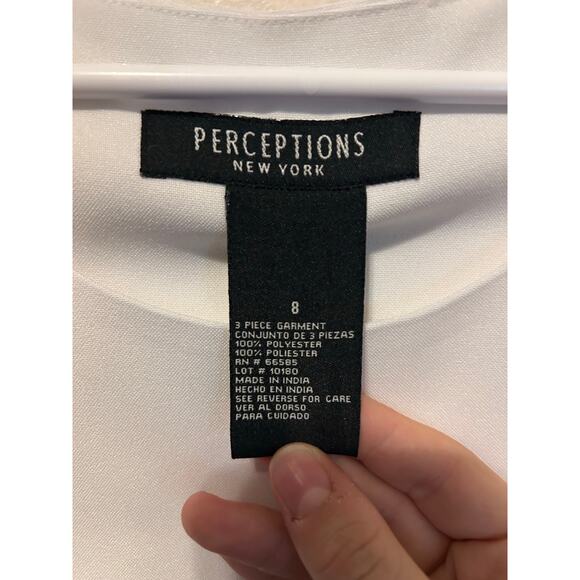 PERCEPTIONS
NEW YORK
8
3 PIECE GARMENT
CONJUNTO DE 3 PIEZAS
100% POLYESTER
100% POLIESTER
RN # 66585
LOT # 10180
MADE IN INDIA
HECHO EN INDIA
SEE REVERSE FOR CARE
VER AL DORSO
PARA CUIDADO